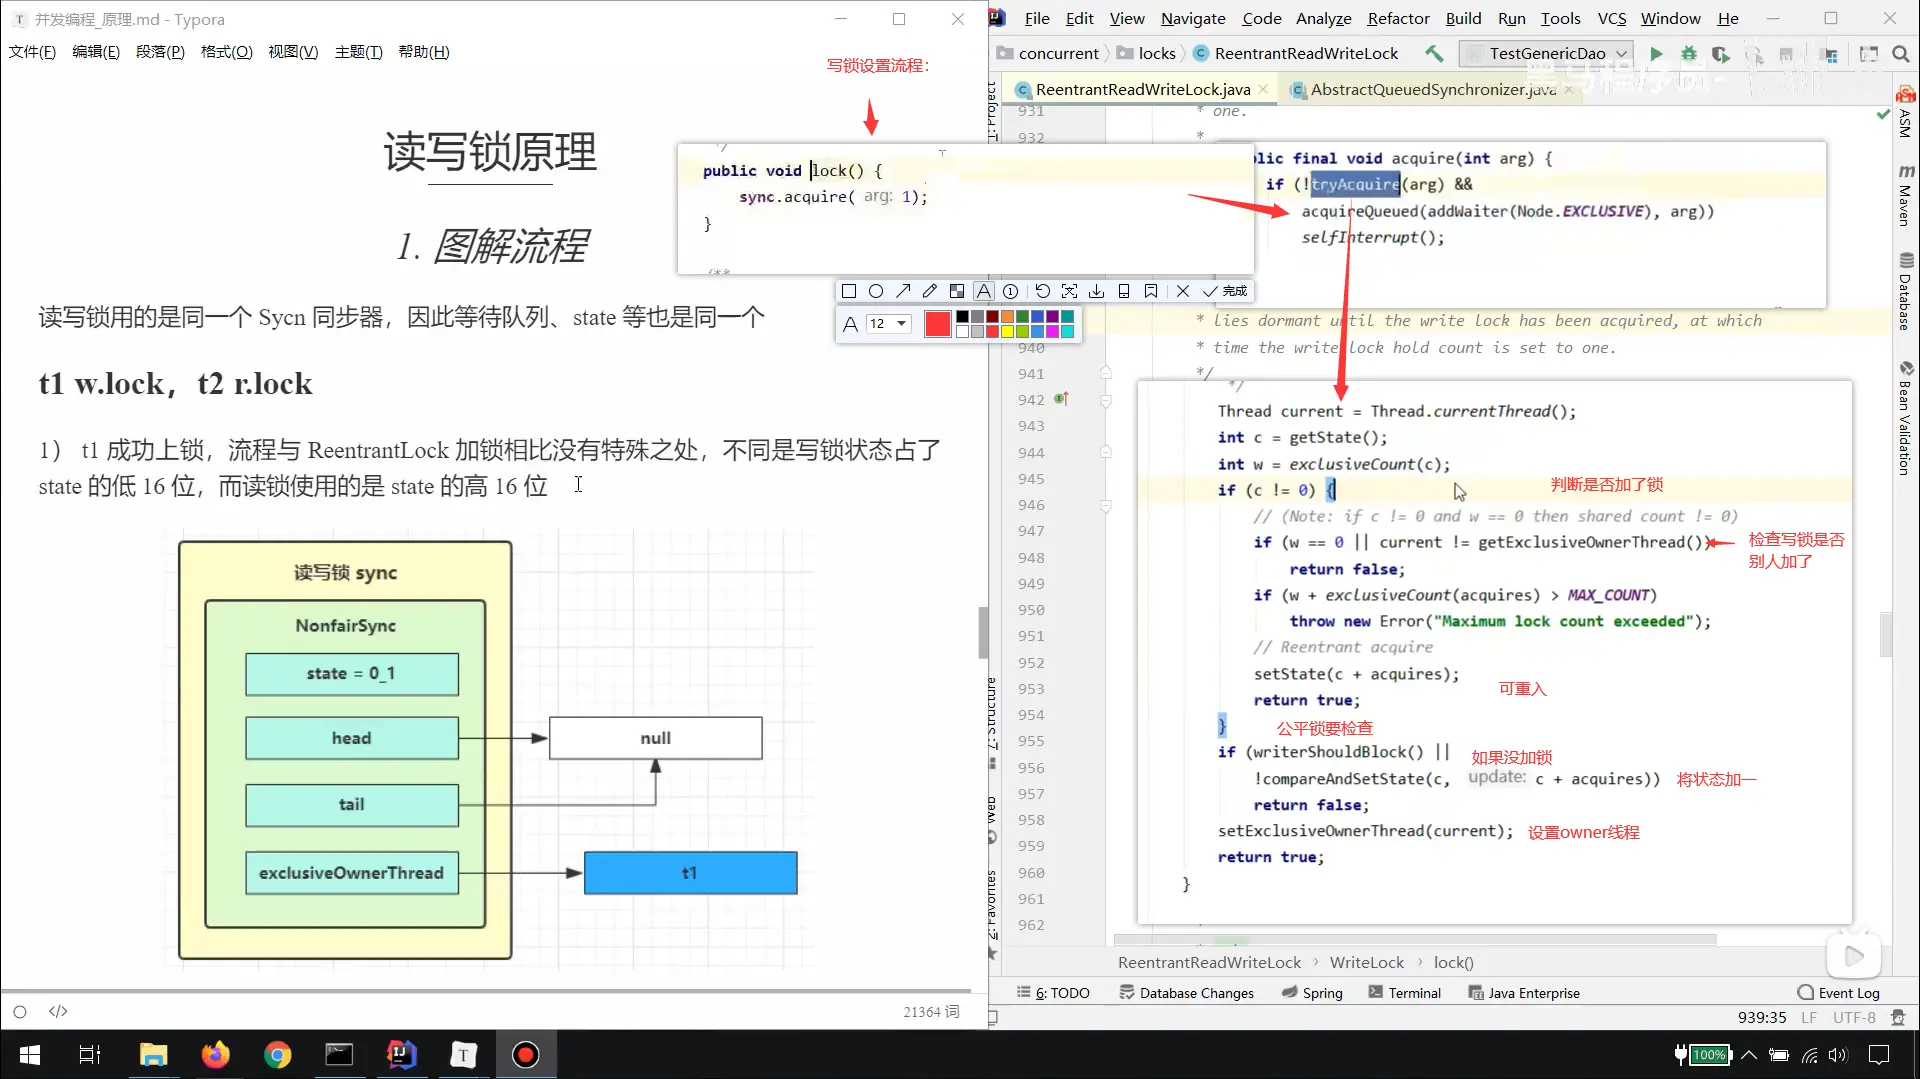 并发编程_原理.md - Typora
文件(F) 编辑(E) 段落(P) 格式(O) 视图(V) 主题(T) 帮助(H)
读写锁原理
1. 图解流程
读写锁用的是同一个 Sycn 同步器，因此等待队列、state 等也是同一个
t1 w.lock，t2 r.lock
1） t1 成功上锁，流程与 ReentrantLock 加锁相比没有特殊之处，不同是写锁状态占了
state 的低 16 位，而读锁使用的是 state 的高 16 位
读写锁 sync
NonfairSync
state = 0_1
head
null
tail
exclusiveOwnerThread
t1
21364 词
写锁设置流程：
public void lock() {
sync.acquire( arg: 1);
}
/**
12
完成
File Edit View Navigate Code Analyze Refactor Build Run Tools VCS Window He
concurrent locks ReentrantReadWriteLock TestGenericDao
ReentrantReadWriteLock.java AbstractQueuedSynchronizer.java
931 * one.
932 *
blic final void acquire(int arg) {
if (!tryAcquire(arg) &&
acquireQueued(addWaiter(Node.EXCLUSIVE), arg))
selfInterrupt();
* lies dormant until the write lock has been acquired, at which
940 * time the write lock hold count is set to one.
941 */
942
943
944
945
946
947
948
949
950
951
952
953
954
955
956
957
958
959
960
961
962
*/
Thread current = Thread.currentThread();
int c = getState();
int w = exclusiveCount(c);
if (c != 0) { 判断是否加了锁
// (Note: if c != 0 and w == 0 then shared count != 0)
if (w == 0 || current != getExclusiveOwnerThread()) 检查写锁是否
别人加了
return false;
if (w + exclusiveCount(acquires) > MAX_COUNT)
throw new Error("Maximum lock count exceeded");
// Reentrant acquire
setState(c + acquires);
可重入
return true;
} 公平锁要检查
if (writerShouldBlock() || 如果没加锁
!compareAndSetState(c, update: c + acquires)) 将状态加一
return false;
setExclusiveOwnerThread(current); 设置owner线程
return true;
}
ReentrantReadWriteLock WriteLock lock()
6: TODO Database Changes Spring Terminal Java Enterprise Event Log
939:35 LF UTF-8
ASM
Maven
Database
Bean Validation
100%